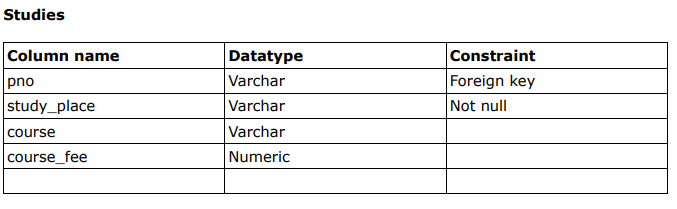 Studies
Column name Datatype Constraint
pno Varchar Foreign key
study_place Varchar Not null
course Varchar
course_fee Numeric